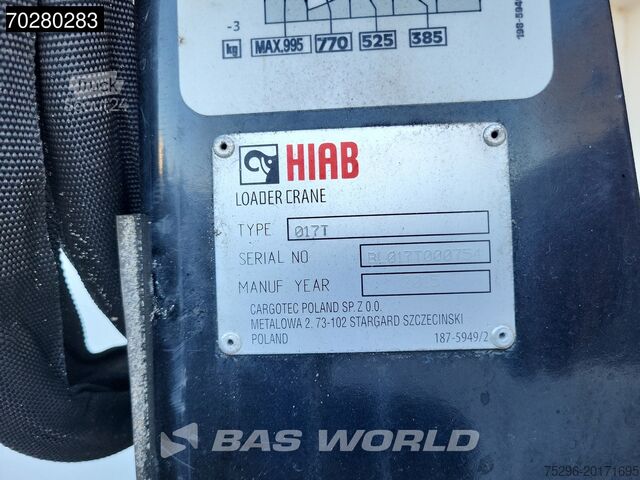 70280283
-3
kg MAX.995 770 525 385
HIAB
LOADER CRANE
TYPE 017T
SERIAL NO BL017T000754
MANUF YEAR
CARGOTEC POLAND SP. Z O.O.
METALOWA 2. 73-102 STARGARD SZCZECINSKI
POLAND
187-5949/2
BAS WORLD
75296-20171695